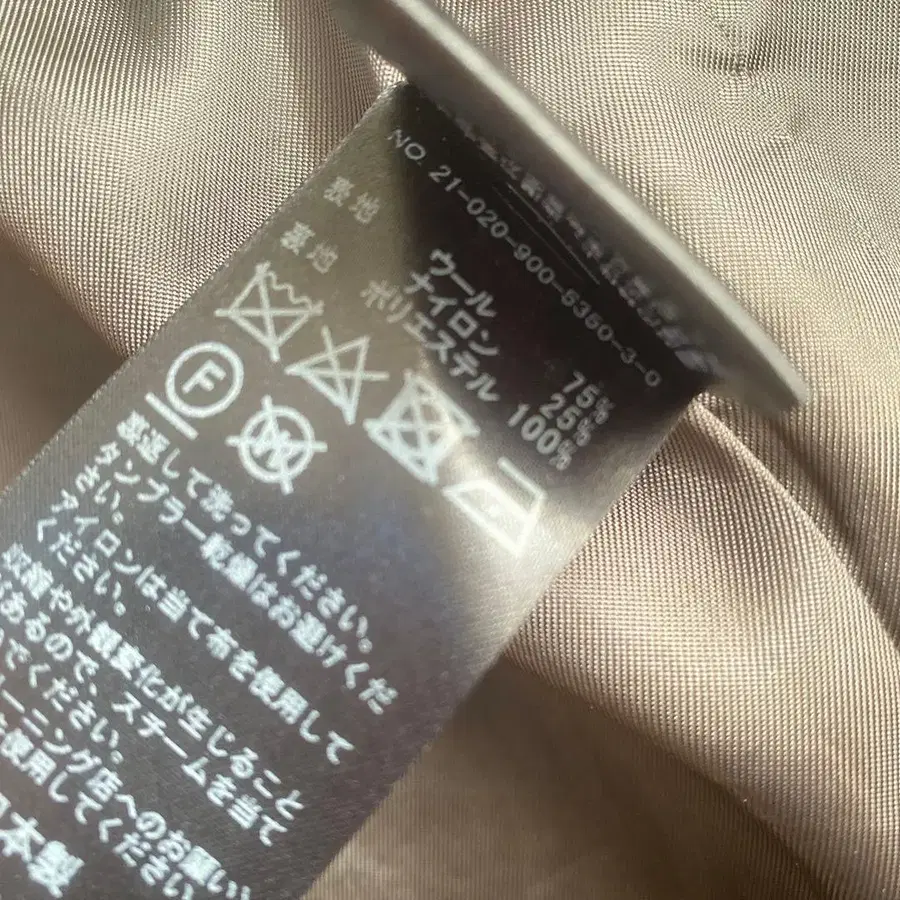 NO. 21-020-900-5350-3-0
表地 ウール 75%
ナイロン 25%
裏地 ポリエステル 100%
F
W
裏返して洗ってください。
タンブラー乾燥はお避けくだ
さい。
アイロンは当て布を使用して
ください。
収縮や外観変化が生じること
があるので、スチームを当て
でください。
リーニング店へのお願い
使用してください
日本製